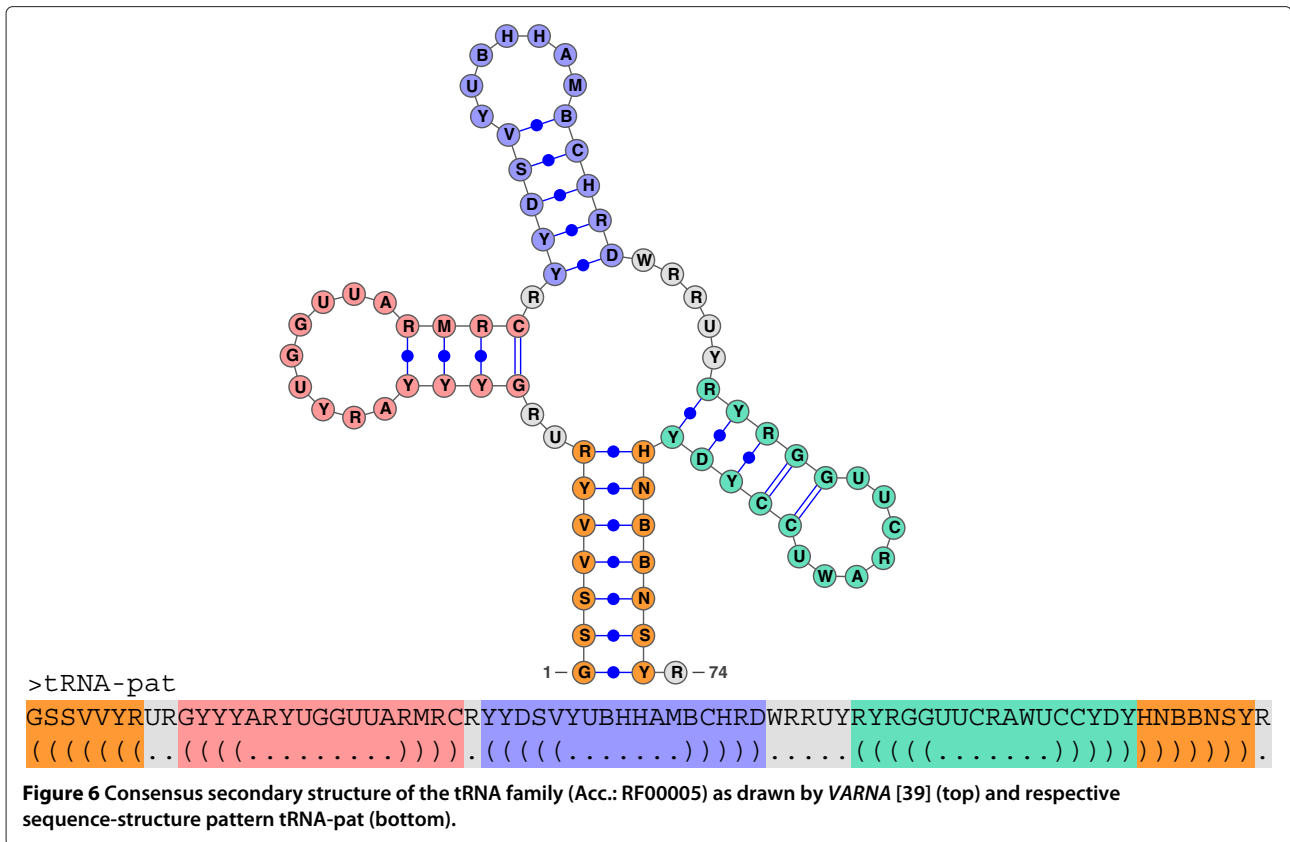 B H H A
U M
Y B
V C
S H
D R
Y D W R
Y R R
G U U A R M R C U
G Y
U Y R A Y Y Y G R R Y R G G U U C R A W U C C Y D Y
U R H
Y N
V B
V B
S N
S S
1 G Y R 74
>tRNA-pat
GSSVVYRURGYYYARYUGGUUARMRCRYYDSVYUBHHAMBCHRDWRRUYRYRGGUUCRAWUCCYDYHNBBNSYR
(((((((..((((.........)))).(((((.......))))).....(((((.......)))))))))))).
Figure 6 Consensus secondary structure of the tRNA family (Acc.: RF00005) as drawn by VARNA [39] (top) and respective
sequence-structure pattern tRNA-pat (bottom).